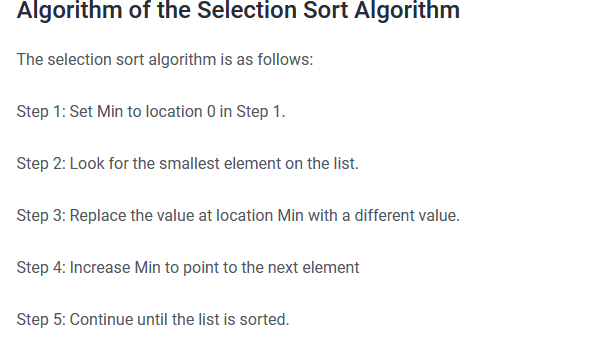 Algorithm of the Selection Sort Algorithm
The selection sort algorithm is as follows:
Step 1: Set Min to location 0 in Step 1.
Step 2: Look for the smallest element on the list.
Step 3: Replace the value at location Min with a different value.
Step 4: Increase Min to point to the next element
Step 5: Continue until the list is sorted.